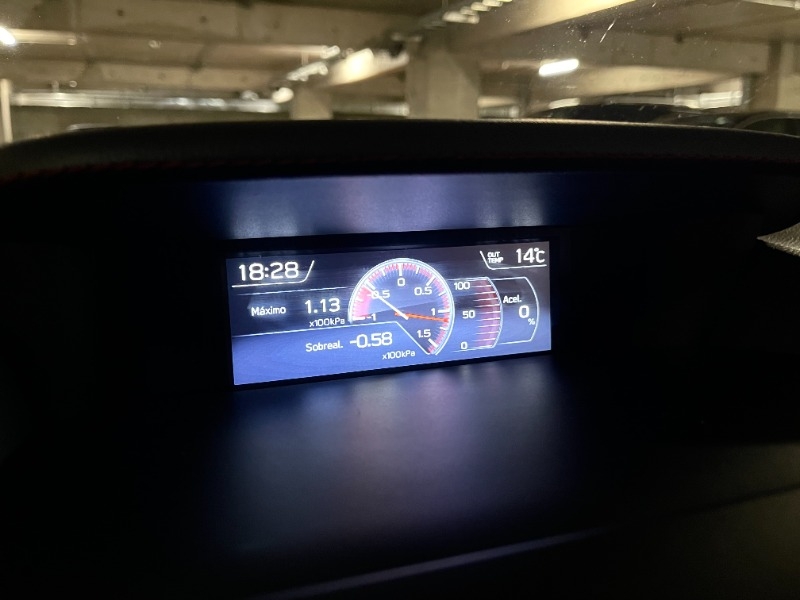 18:28
OUT
TEMP
14℃
Máximo 1.13
x100kPa
Sobreal. -0.58
x100kPa
-1
-0.5
0
0.5
1
1.5
100
50
0
Acel.
0
%